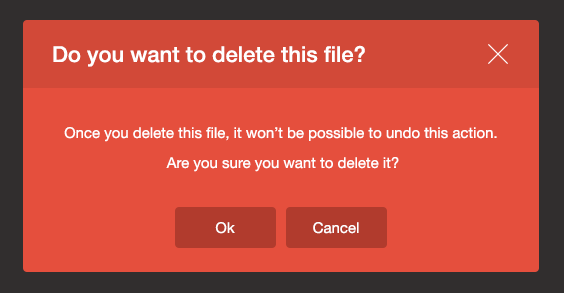 Do you want to delete this file?
Once you delete this file, it won’t be possible to undo this action.
Are you sure you want to delete it?
Ok
Cancel